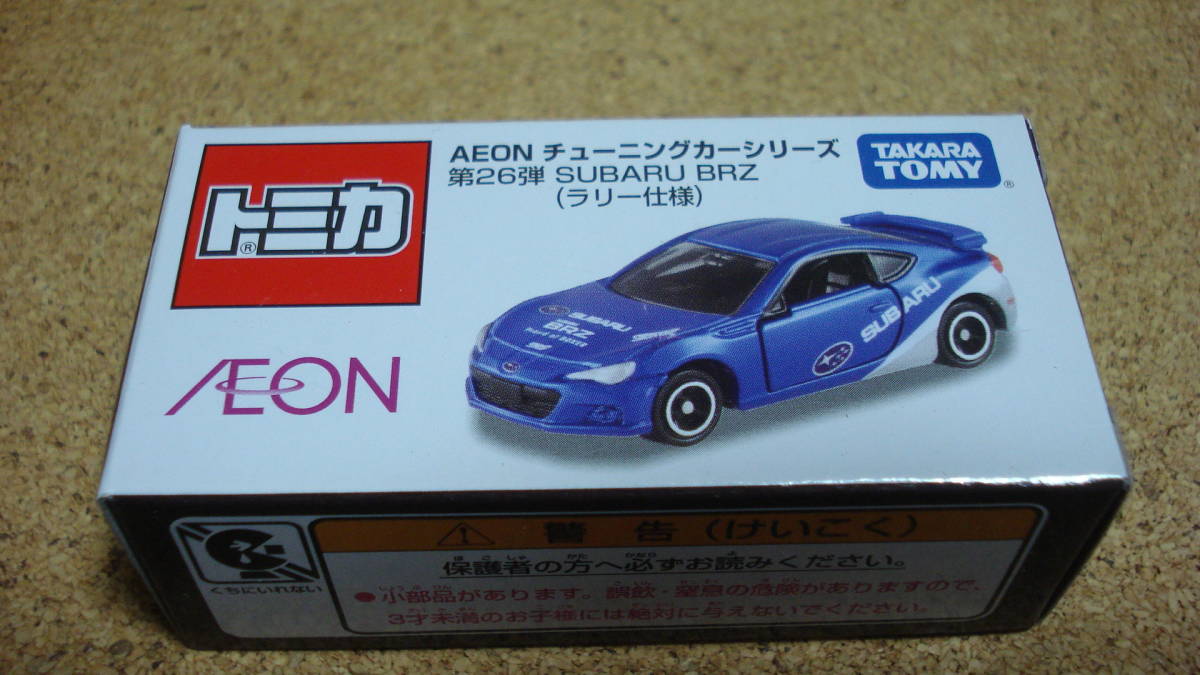 トミカ
®
AEON
AEON チューニングカーシリーズ
第26弾 SUBARU BRZ
(ラリー仕様)
TAKARA
TOMY
®
SUBARU
BRZ
SUBARU
くちにいれない
警告(けいこく)
保護者の方へ必ずお読みください。
●小部品があります。誤飲・窒息の危険がありますので、
3才未満のお子様には絶対に与えないでください。